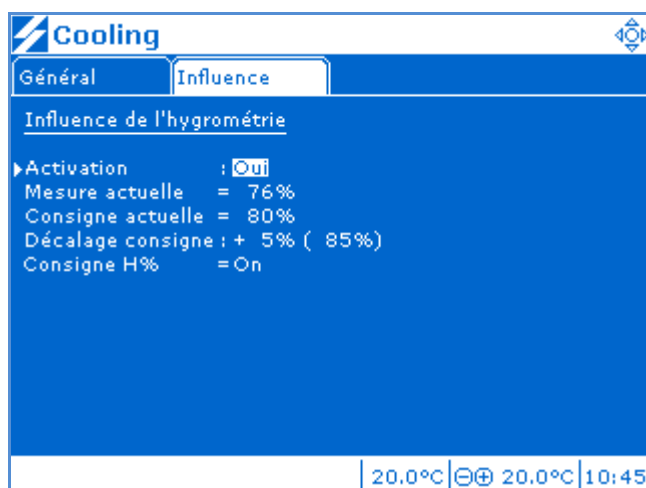 Cooling
Général Influence
Influence de l'hygrométrie
Activation : Oui
Mesure actuelle = 76%
Consigne actuelle = 80%
Décalage consigne : + 5% ( 85%)
Consigne H% = On
20.0°C 20.0°C 10:45